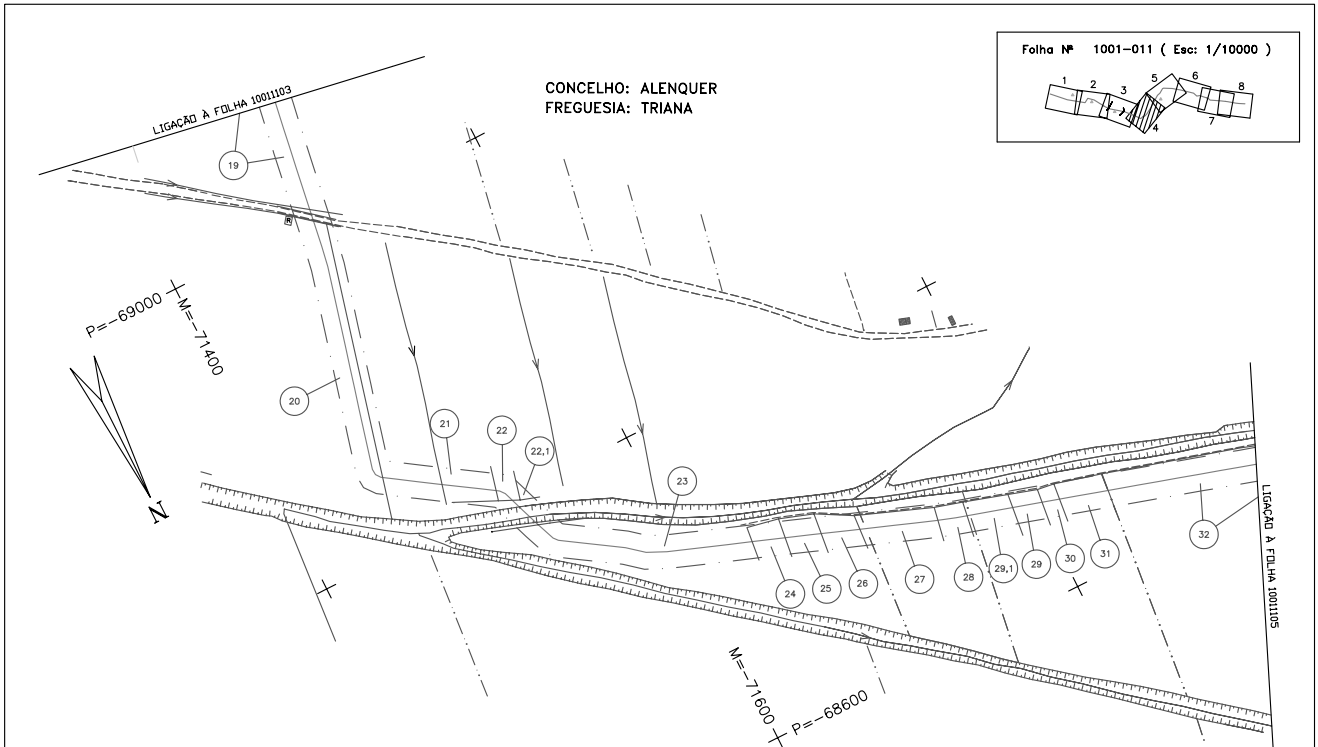 CONCELHO: ALENQUER
FREGUESIA: TRIANA
Folha Nº 1001-011 ( Esc: 1/10000 )
1
2
3
4
5
6
7
8
LIGAÇÃO À FOLHA 10011103
19
R
P=-69000
M=-71400
20
21
22
22,1
23
N
24
25
26
27
28
29,1
29
30
31
32
LIGAÇÃO À FOLHA 10011105
M=-71600
P=-68600